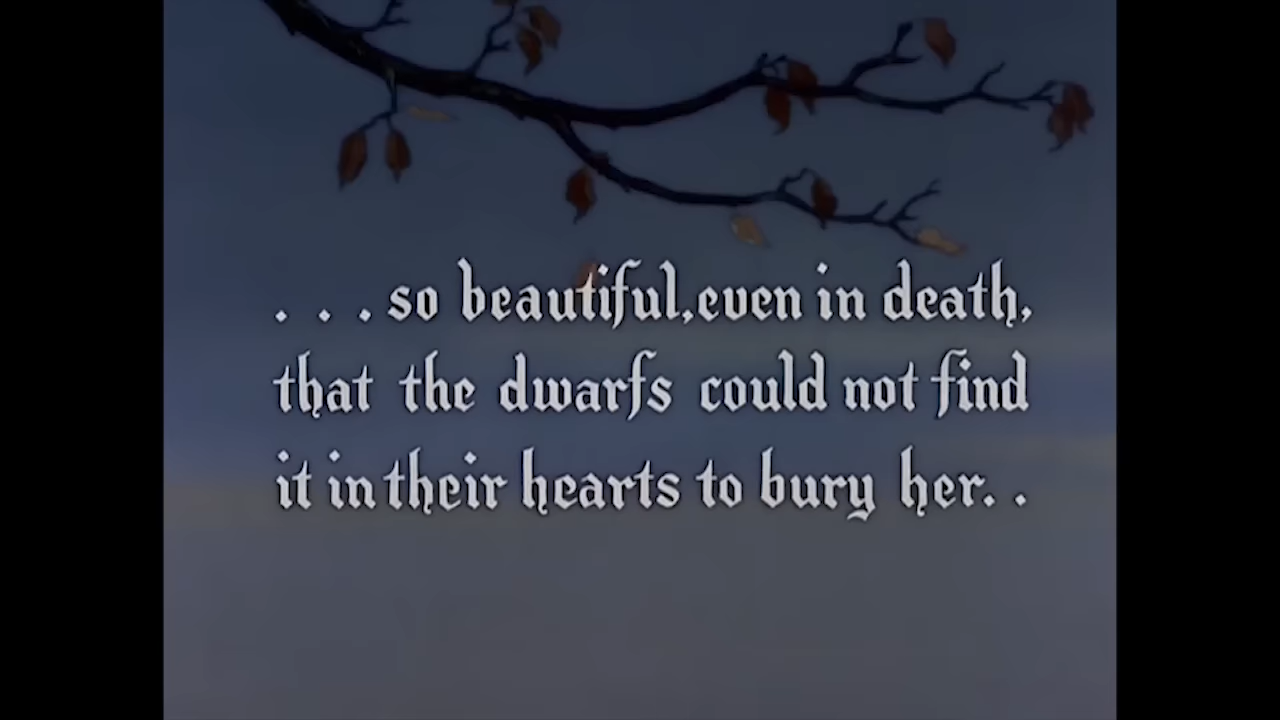 . . . so beautiful, even in death,
that the dwarfs could not find
it in their hearts to bury her. .